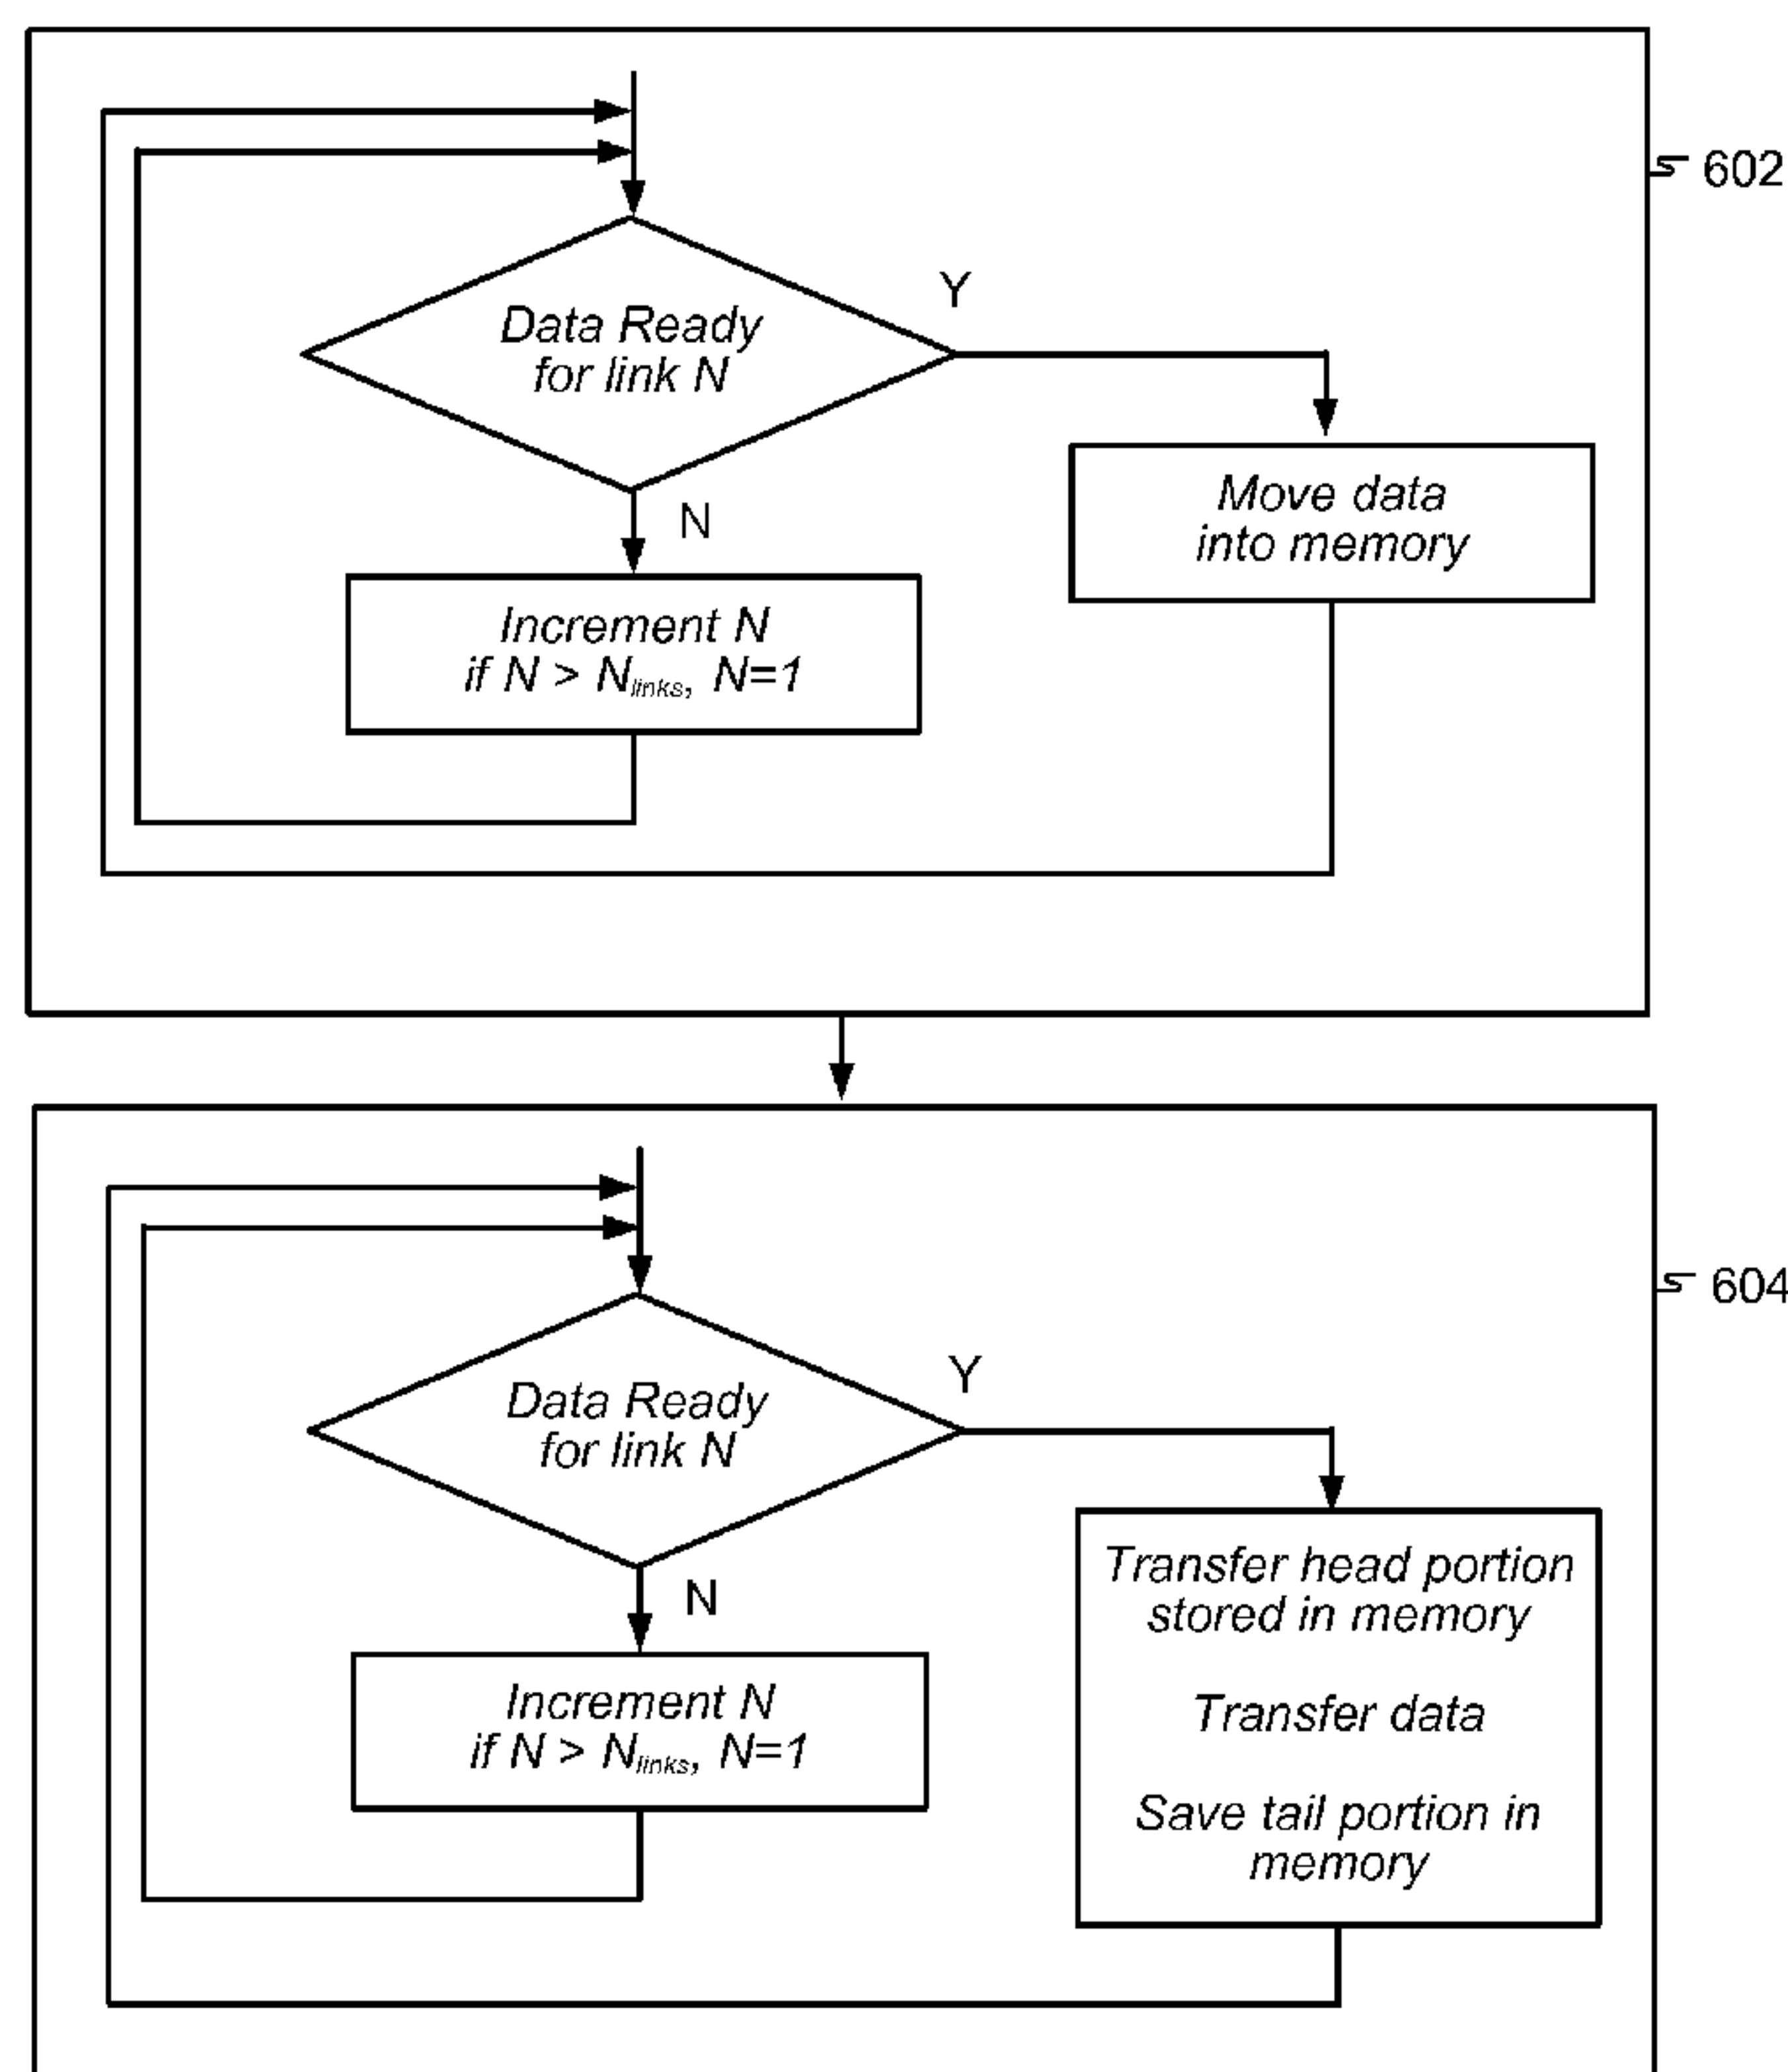 602
Y
Data Ready
for link N
Move data
into memory
N
Increment N
if N > Nlinks, N=1
604
Y
Data Ready
for link N
Transfer head portion
stored in memory
Transfer data
Save tail portion in
memory
N
Increment N
if N > Nlinks, N=1